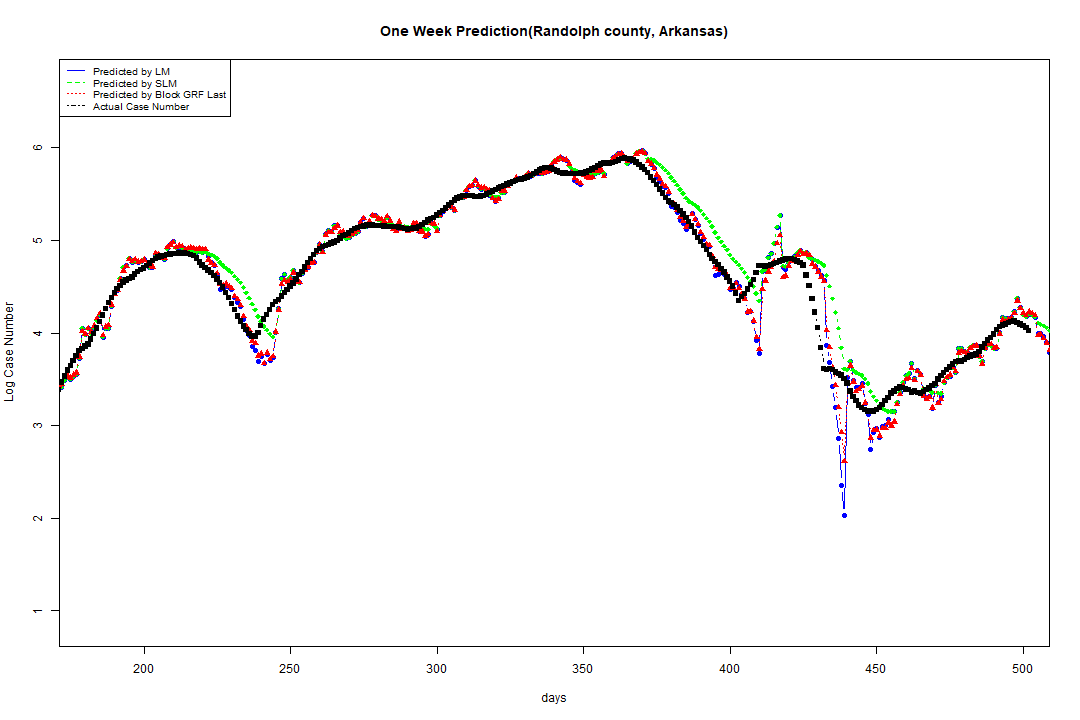 One Week Prediction(Randolph county, Arkansas)
Predicted by LM
Predicted by SLM
Predicted by Block GRF Last
Actual Case Number
Log Case Number
6
5
4
3
2
1
200 250 300 350 400 450 500
days